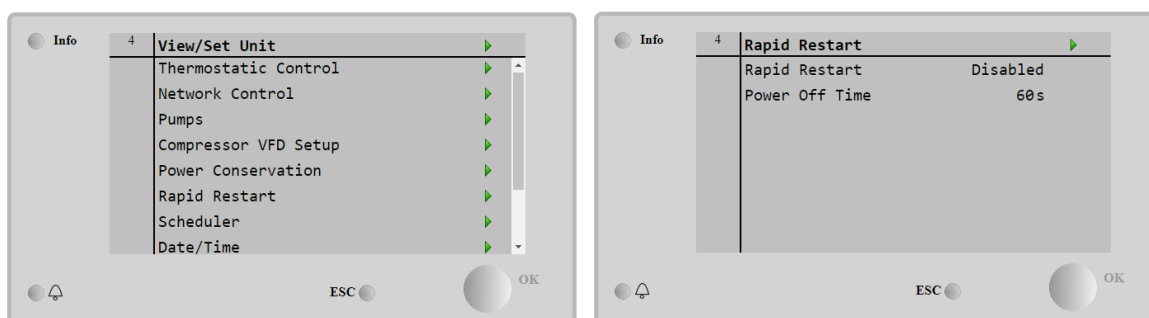 Info
4 View/Set Unit
Thermostatic Control
Network Control
Pumps
Compressor VFD Setup
Power Conservation
Rapid Restart
Scheduler
Date/Time
ESC
OK
Info
4 Rapid Restart
Rapid Restart Disabled
Power Off Time 60s
ESC
OK